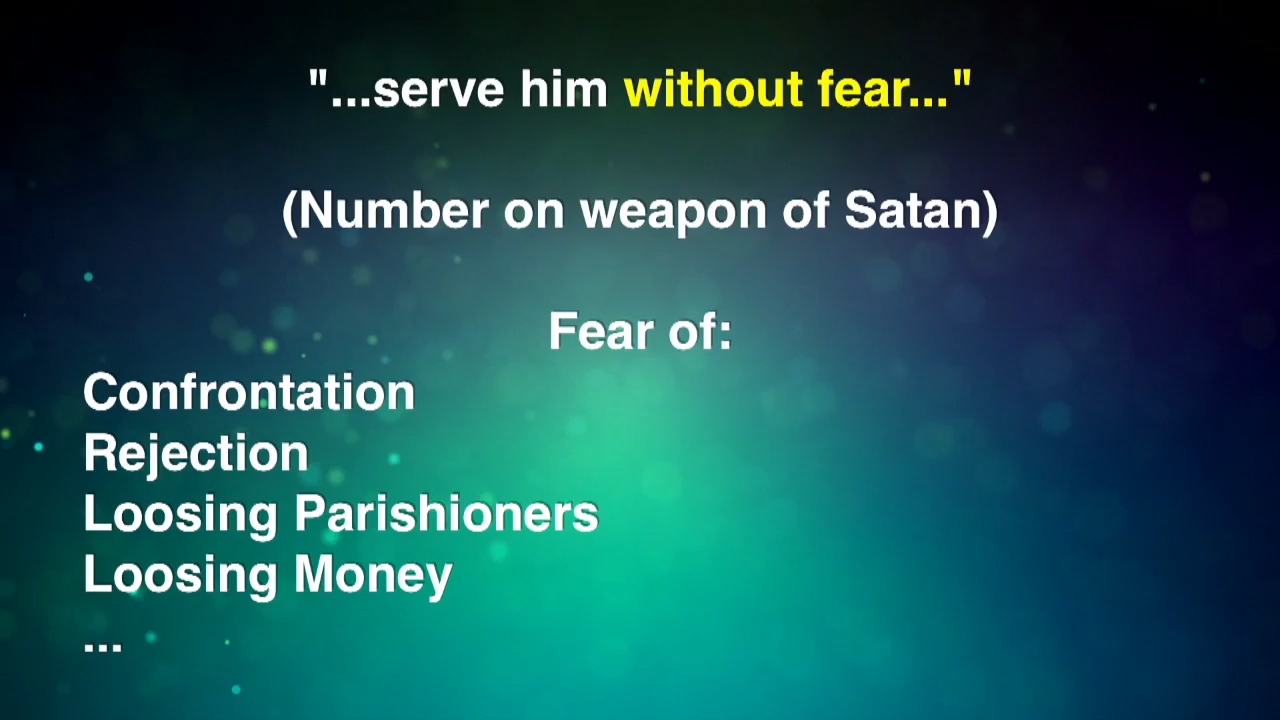 "...serve him without fear..."
(Number on weapon of Satan)
Fear of:
Confrontation
Rejection
Loosing Parishioners
Loosing Money
...